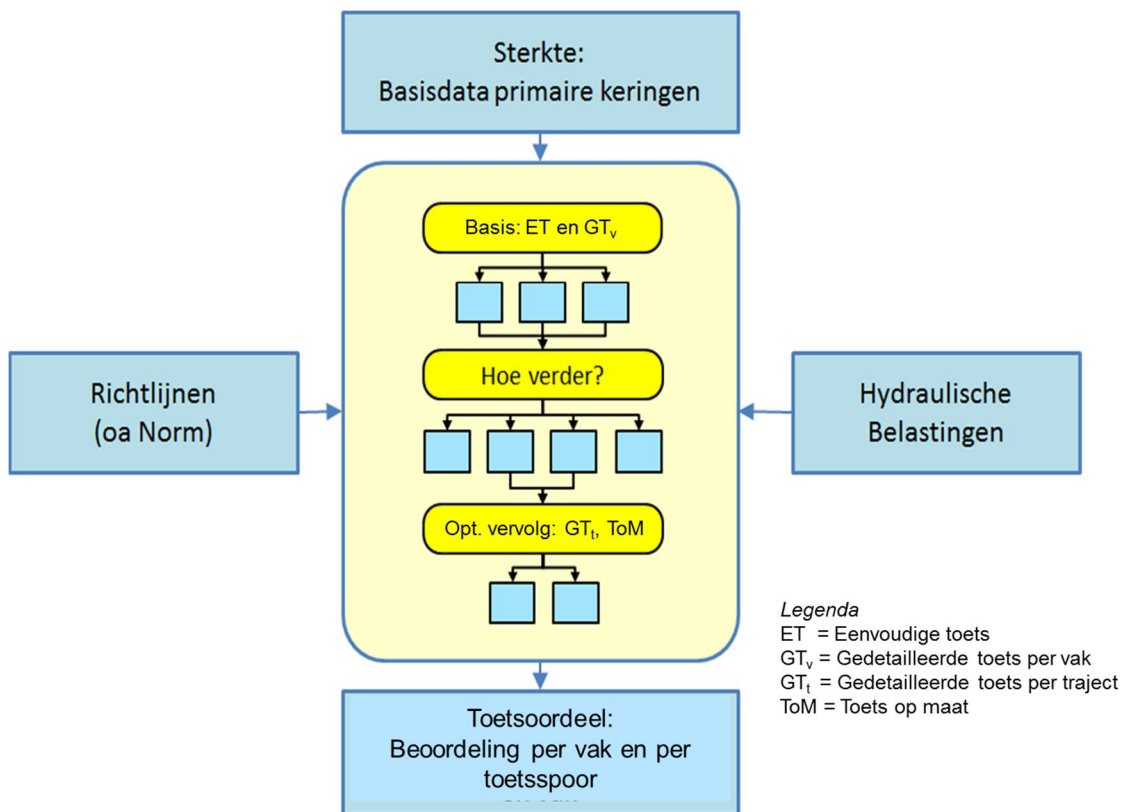 Sterkte:
Basisdata primaire keringen
Basis: ET en GTv
Hoe verder?
Richtlijnen
(oa Norm)
Hydraulische
Belastingen
Opt. vervolg: GTt, ToM
Legenda
ET = Eenvoudige toets
GTv = Gedetailleerde toets per vak
GTt = Gedetailleerde toets per traject
ToM = Toets op maat
Toetsoordeel:
Beoordeling per vak en per
toetsspoor